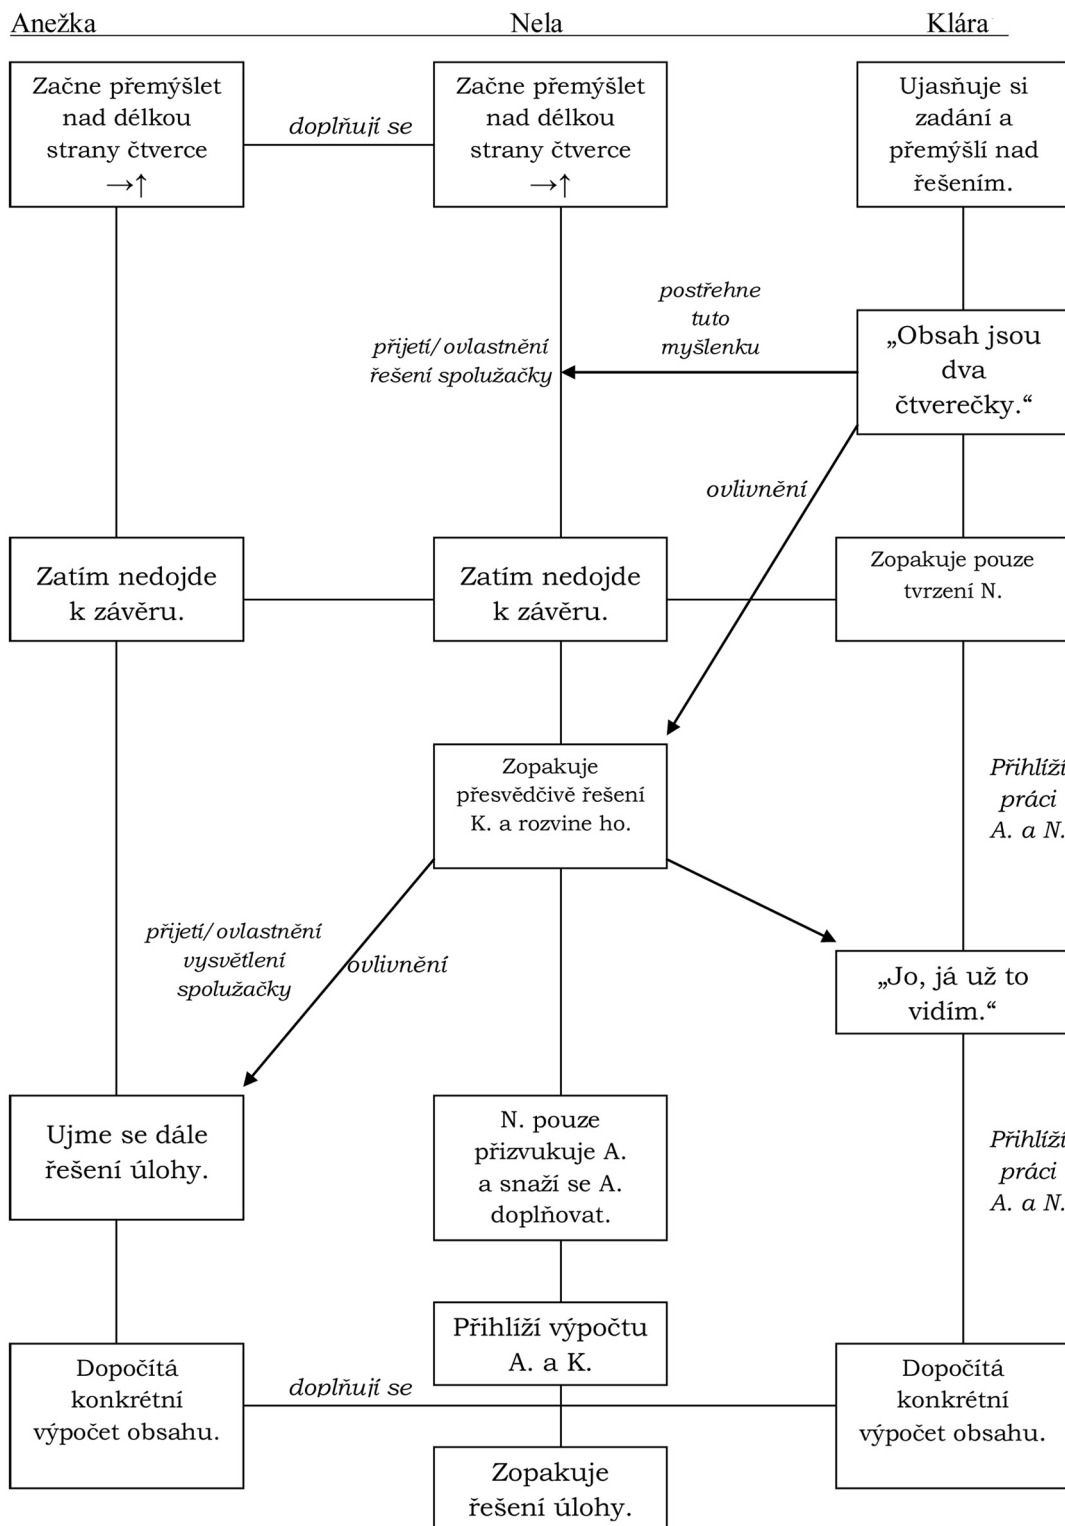 Anežka Nela Klára
Začne přemýšlet
nad délkou
strany čtverce
→↑
doplňují se
Začne přemýšlet
nad délkou
strany čtverce
→↑
Ujasňuje si
zadání a
přemýšlí nad
řešením.
postřehne
tuto
myšlenku
přijetí/ovlastnění
řešení spolužačky
„Obsah jsou
dva
čtverečky.“
ovlivnění
Zatím nedojde
k závěru.
Zatím nedojde
k závěru.
Zopakuje pouze
tvrzení N.
Zopakuje
přesvědčivě řešení
K. a rozvine ho.
Přihlíží
práci
A. a N.
přijetí/ovlastnění
vysvětlení
spolužačky
ovlivnění
„Jo, já už to
vidím.“
Ujme se dále
řešení úlohy.
N. pouze
přizvukuje A.
a snaží se A.
doplňovat.
Přihlíží
práci
A. a N.
Přihlíží výpočtu
A. a K.
Dopočítá
konkrétní
výpočet obsahu.
doplňují se
Dopočítá
konkrétní
výpočet obsahu.
Zopakuje
řešení úlohy.